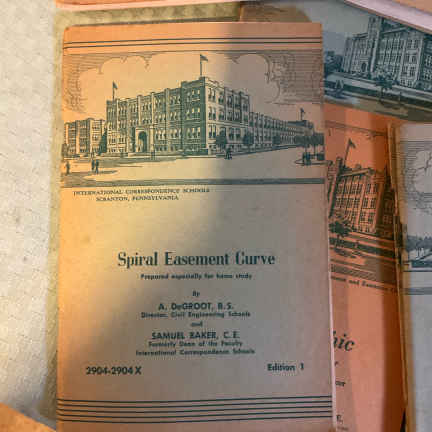 INTERNATIONAL CORRESPONDENCE SCHOOLS
SCRANTON, PENNSYLVANIA
Spiral Easement Curve
Prepared especially for home study
By
A. DeGROOT, B.S.
Director, Civil Engineering Schools
and
SAMUEL BAKER, C.E.
Formerly Dean of the Faculty
International Correspondence Schools
2904-2904X
Edition 1